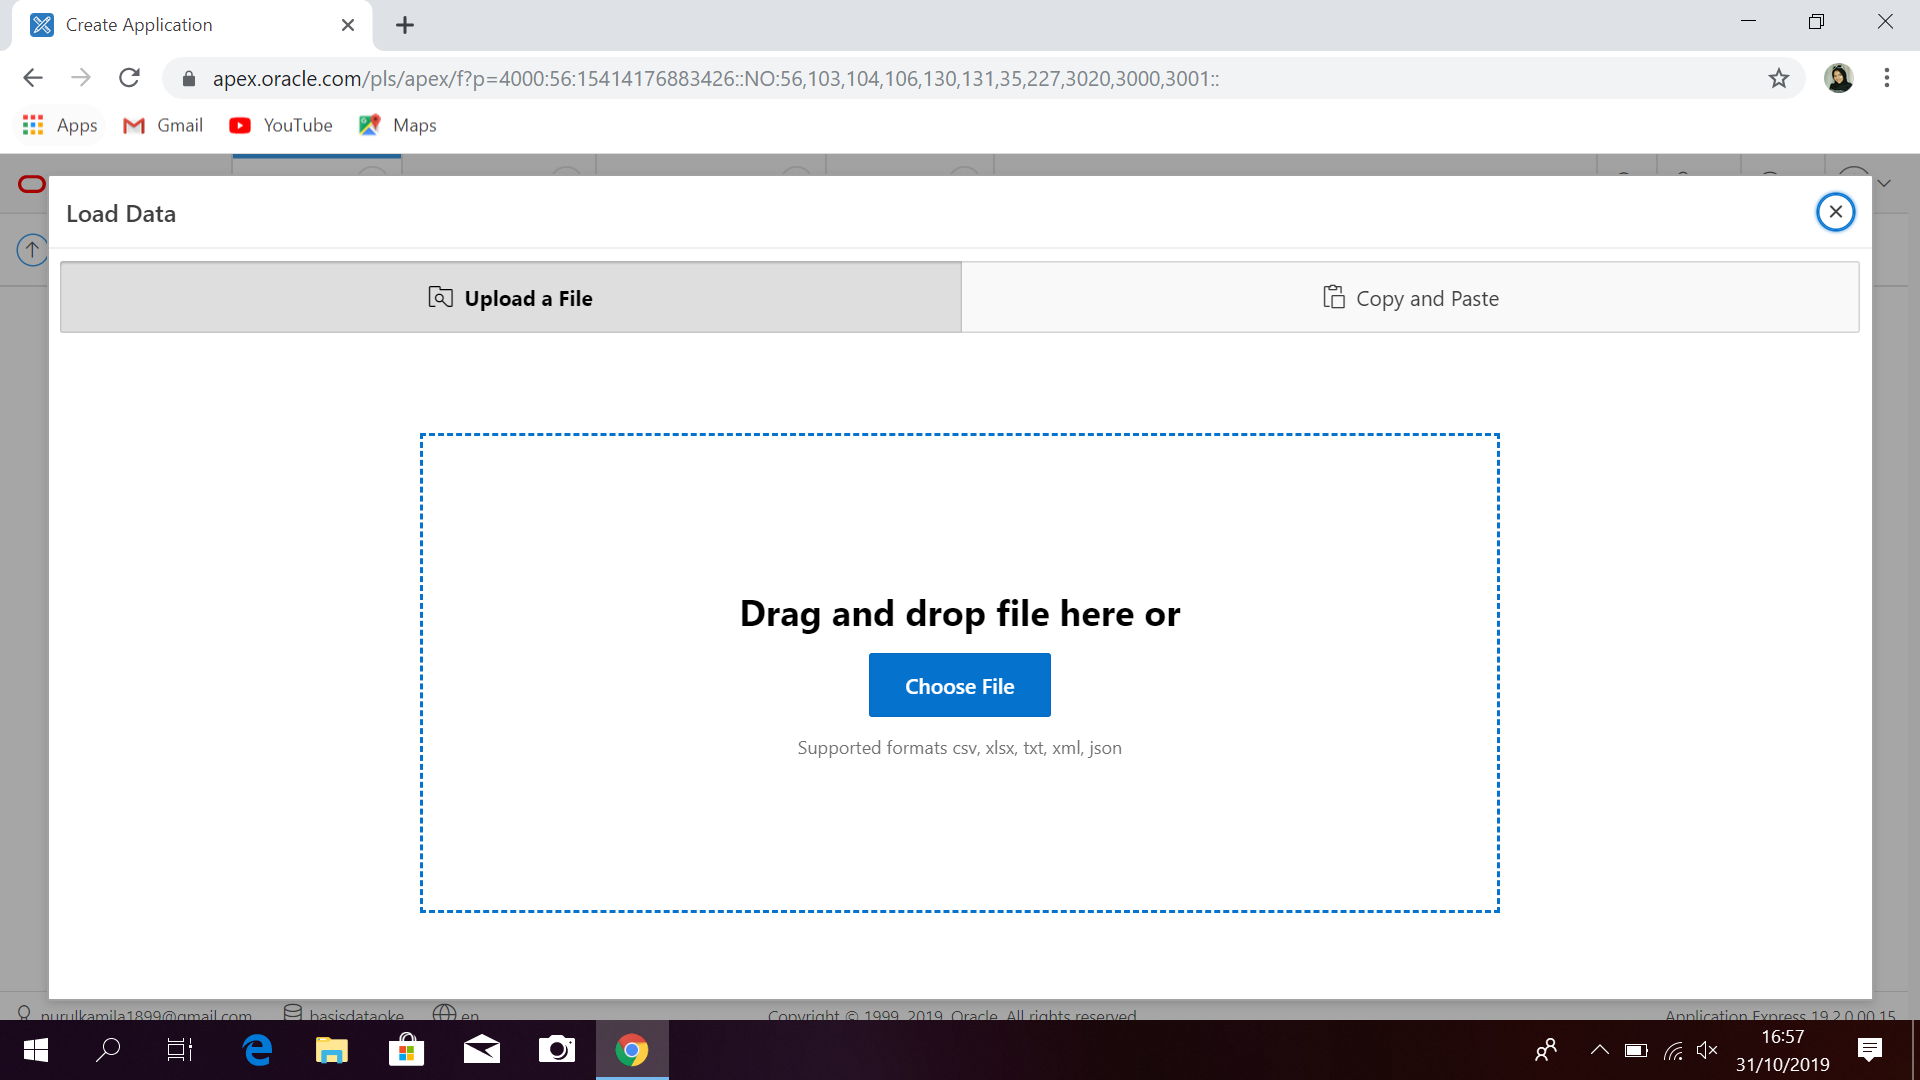 Create Application
apex.oracle.com/pls/apex/f?p=4000:56:15414176883426::NO:56,103,104,106,130,131,35,227,3020,3000,3001::
Apps Gmail YouTube Maps
Load Data
Upload a File
Copy and Paste
Drag and drop file here or
Choose File
Supported formats csv, xlsx, txt, xml, json
nurulkamila1899@gmail.com basisdataoke en
Copyright © 1999, 2019, Oracle. All rights reserved.
Application Express 19.2.0.00.15
16:57
31/10/2019